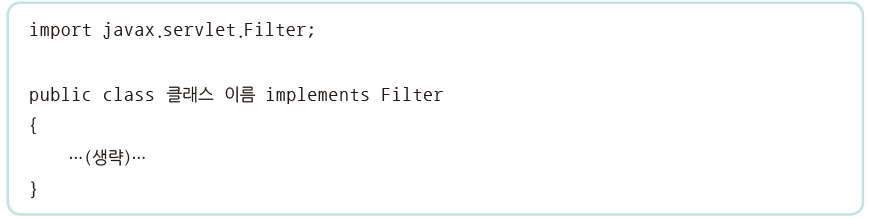 import javax.servlet.Filter;
public class 클래스 이름 implements Filter
{
…(생략)…
}